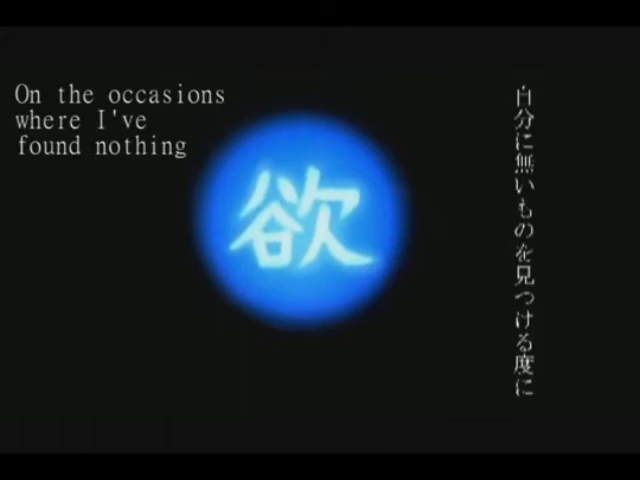 On the occasions
where I've
found nothing
欲
自分に無いものを見つける度に